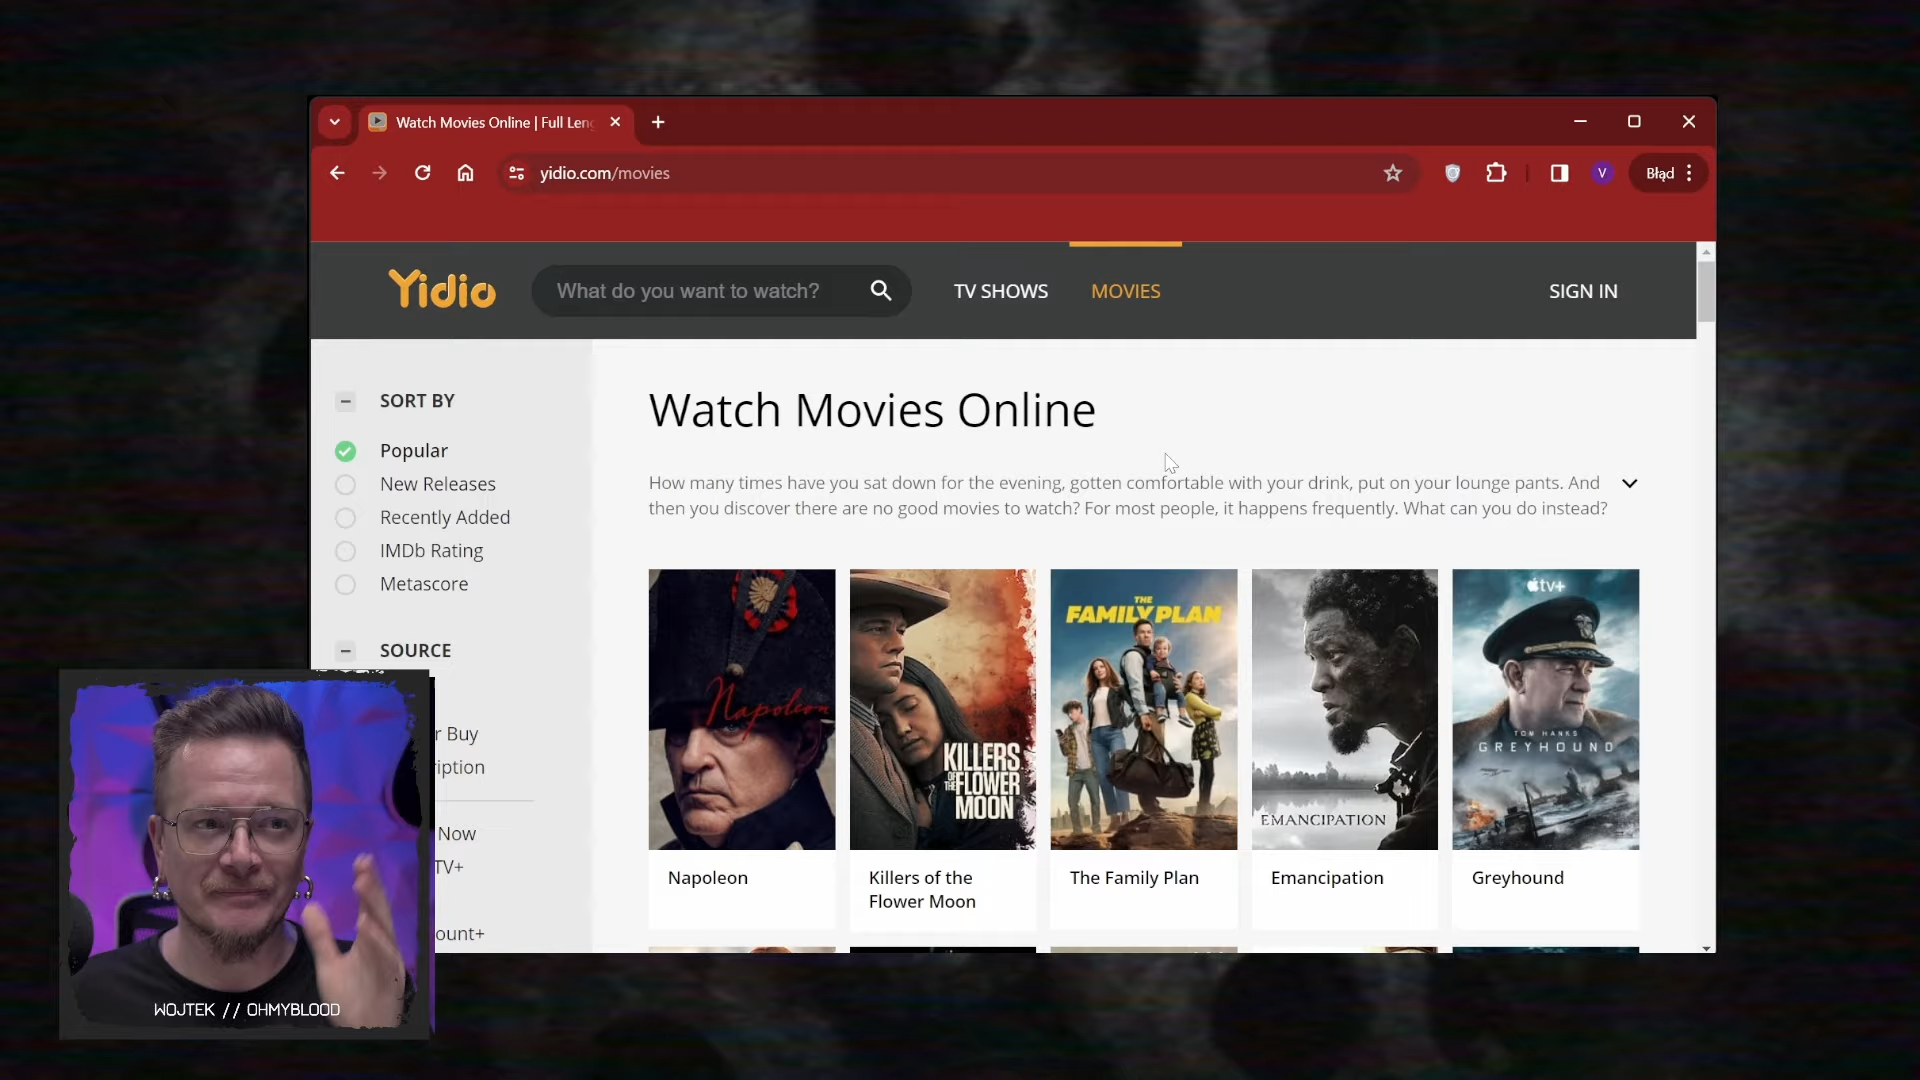 Watch Movies Online | Full Len
yidio.com/movies
V
Błąd
Yidio
What do you want to watch?
TV SHOWS
MOVIES
SIGN IN
SORT BY
Popular
New Releases
Recently Added
IMDb Rating
Metascore
SOURCE
r Buy
ription
Now
TV+
ount+
Watch Movies Online
How many times have you sat down for the evening, gotten comfortable with your drink, put on your lounge pants. And
then you discover there are no good movies to watch? For most people, it happens frequently. What can you do instead?
Napoleon
KILLERS
OF THE
FLOWER
MOON
THE
FAMILY PLAN
EMANCIPATION
tv+
TOM HANKS
GREYHOUND
Napoleon
Killers of the
Flower Moon
The Family Plan
Emancipation
Greyhound
WOJTEK // OHMYBLOOD